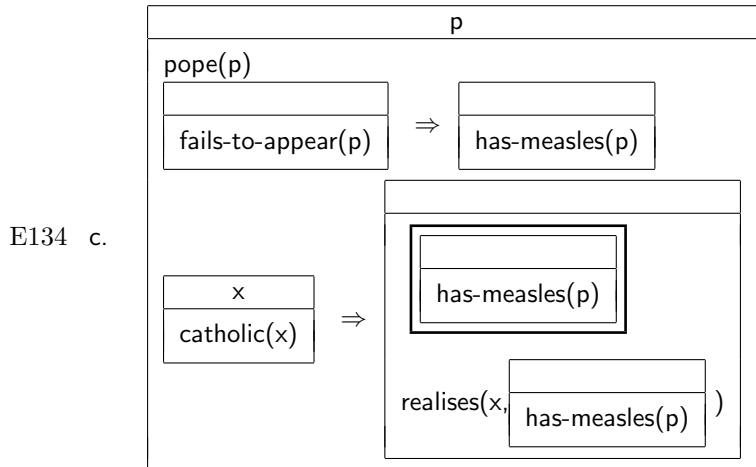 p
pope(p)
fails-to-appear(p) ⇒ has-measles(p)
E134 c.
x
catholic(x) ⇒
has-measles(p)
realises(x, has-measles(p) )